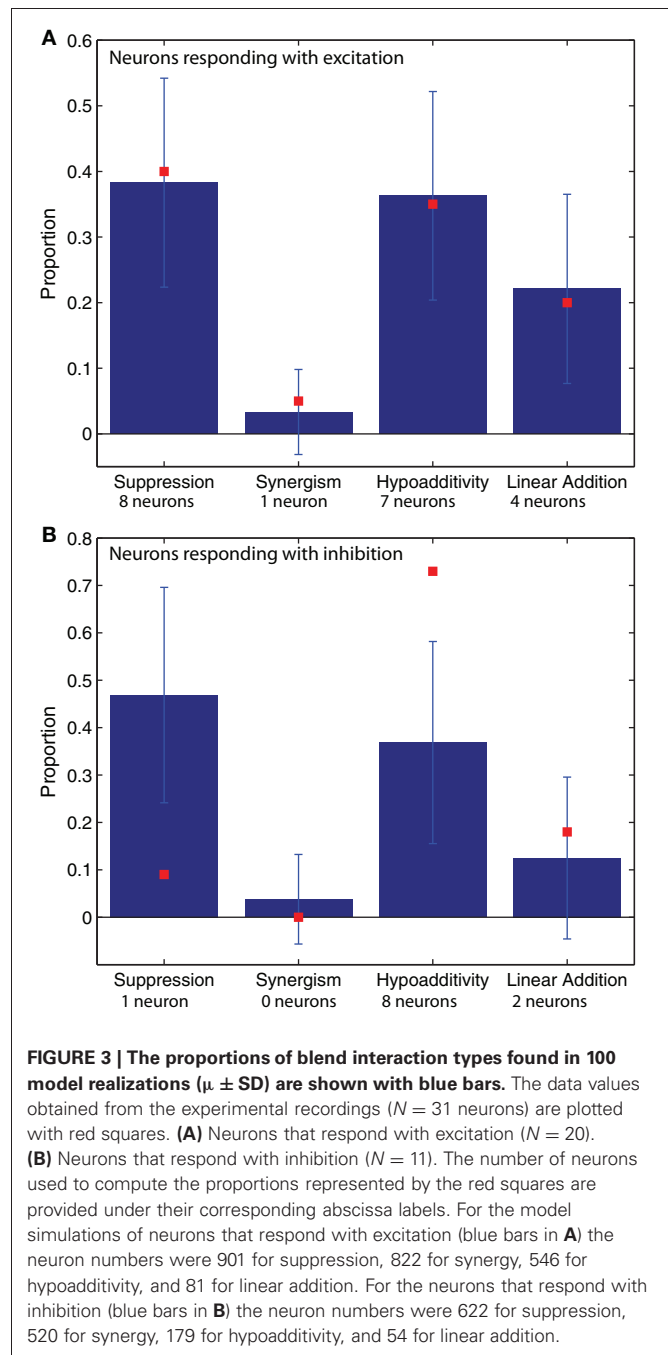 A
Neurons responding with excitation
0.6
0.5
0.4
0.3
0.2
0.1
0
Proportion
Suppression Synergism Hypoadditivity Linear Addition
8 neurons 1 neuron 7 neurons 4 neurons
B
Neurons responding with inhibition
0.8
0.7
0.6
0.5
0.4
0.3
0.2
0.1
0
Proportion
Suppression Synergism Hypoadditivity Linear Addition
1 neuron 0 neurons 8 neurons 2 neurons
FIGURE 3 | The proportions of blend interaction types found in 100
model realizations (μ ± SD) are shown with blue bars. The data values
obtained from the experimental recordings (N = 31 neurons) are plotted
with red squares. (A) Neurons that respond with excitation (N = 20).
(B) Neurons that respond with inhibition (N = 11). The number of neurons
used to compute the proportions represented by the red squares are
provided under their corresponding abscissa labels. For the model
simulations of neurons that respond with excitation (blue bars in A) the
neuron numbers were 901 for suppression, 822 for synergy, 546 for
hypoadditivity, and 81 for linear addition. For the neurons that respond with
inhibition (blue bars in B) the neuron numbers were 622 for suppression,
520 for synergy, 179 for hypoadditivity, and 54 for linear addition.